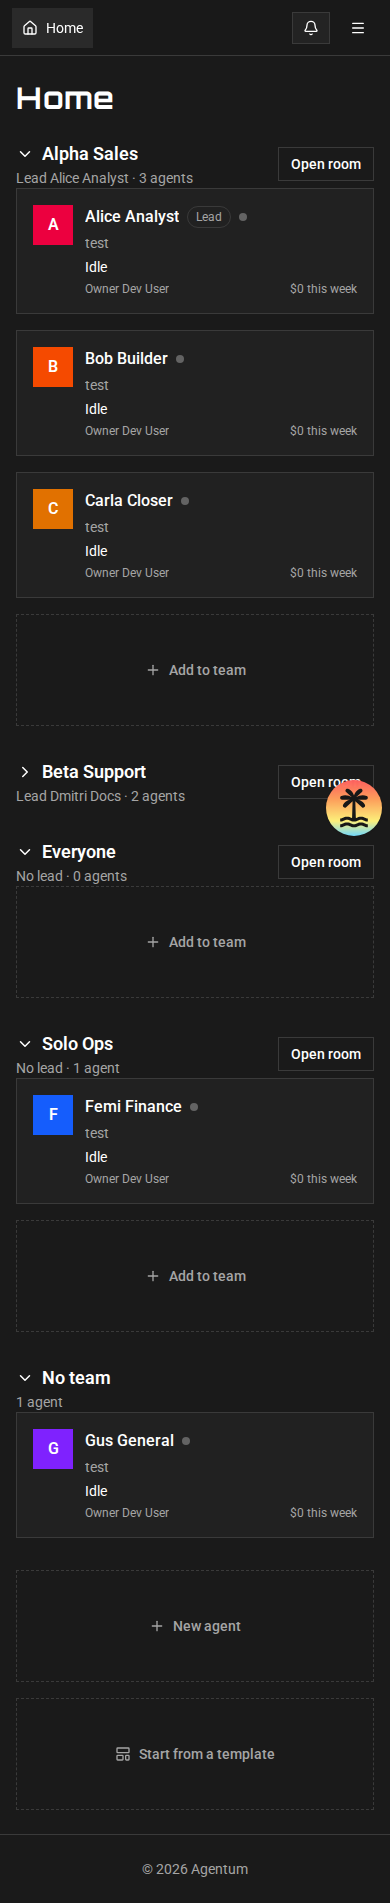 Home
Home
Alpha Sales
Open room
Lead Alice Analyst · 3 agents
A
Alice Analyst Lead
test
Idle
Owner Dev User $0 this week
B
Bob Builder
test
Idle
Owner Dev User $0 this week
C
Carla Closer
test
Idle
Owner Dev User $0 this week
Add to team
Beta Support
Open room
Lead Dmitri Docs · 2 agents
Everyone
Open room
No lead · 0 agents
Add to team
Solo Ops
Open room
No lead · 1 agent
F
Femi Finance
test
Idle
Owner Dev User $0 this week
Add to team
No team
1 agent
G
Gus General
test
Idle
Owner Dev User $0 this week
New agent
Start from a template
© 2026 Agentum